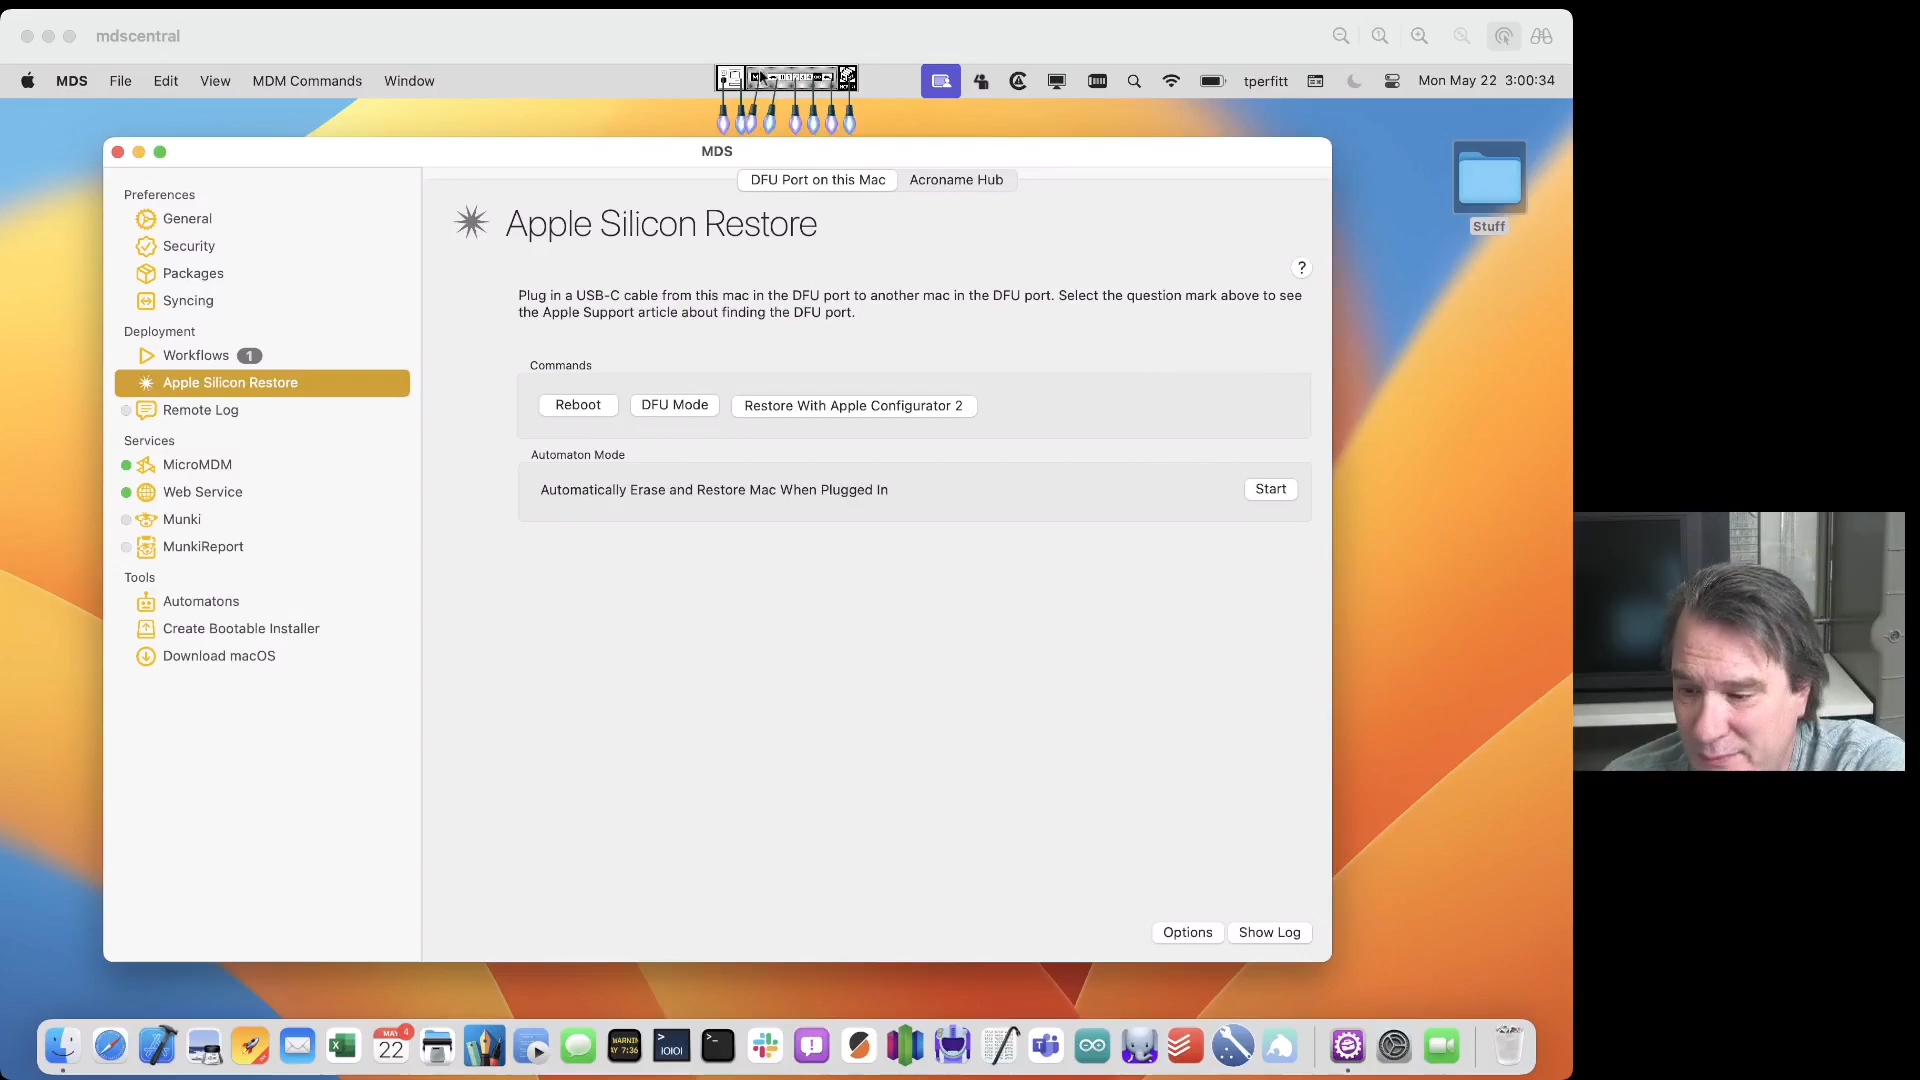 mdscentral
MDS File Edit View MDM Commands Window
tperfitt Mon May 22 3:00:34
MDS
DFU Port on this Mac Acroname Hub
Preferences
General
Security
Packages
Syncing
Deployment
Workflows 1
Apple Silicon Restore
Remote Log
Services
MicroMDM
Web Service
Munki
MunkiReport
Tools
Automatons
Create Bootable Installer
Download macOS
Apple Silicon Restore
?
Plug in a USB-C cable from this mac in the DFU port to another mac in the DFU port. Select the question mark above to see
the Apple Support article about finding the DFU port.
Commands
Reboot DFU Mode Restore With Apple Configurator 2
Automaton Mode
Automatically Erase and Restore Mac When Plugged In Start
Options Show Log
Stuff
MAY 4
22
WARNIN
AY 7:36
>_